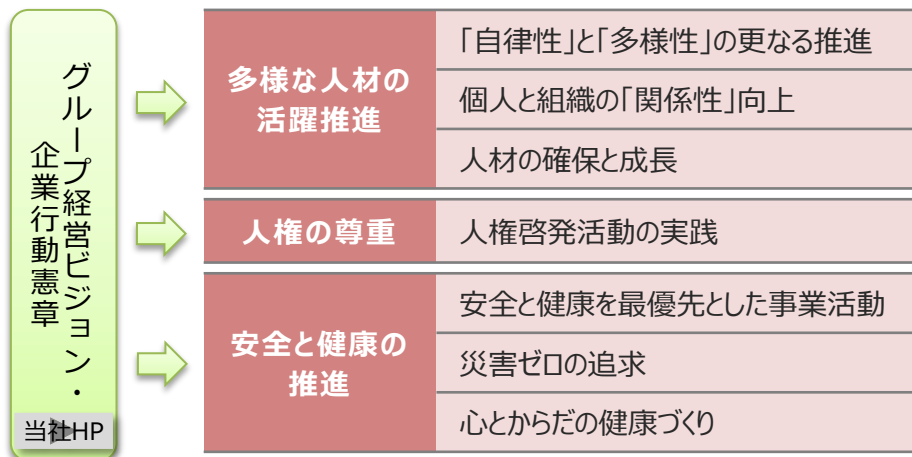 グループ経営ビジョン・
企業行動憲章
当社HP
多様な人材の
活躍推進
「自律性」と「多様性」の更なる推進
個人と組織の「関係性」向上
人材の確保と成長
人権の尊重
人権啓発活動の実践
安全と健康の
推進
安全と健康を最優先とした事業活動
災害ゼロの追求
心とからだの健康づくり